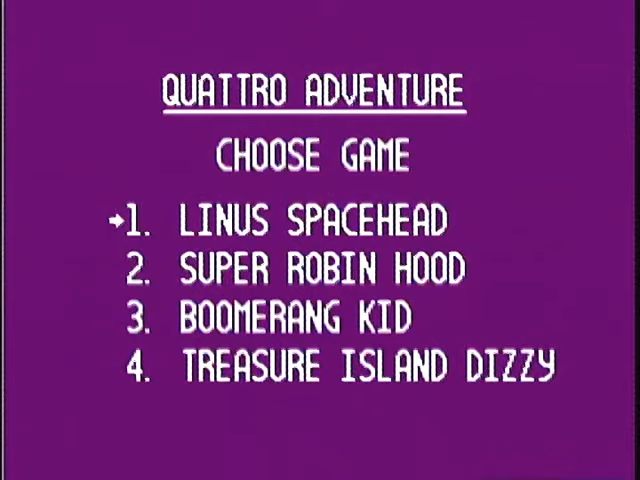 QUATTRO ADVENTURE
CHOOSE GAME
→1. LINUS SPACEHEAD
2. SUPER ROBIN HOOD
3. BOOMERANG KID
4. TREASURE ISLAND DIZZY